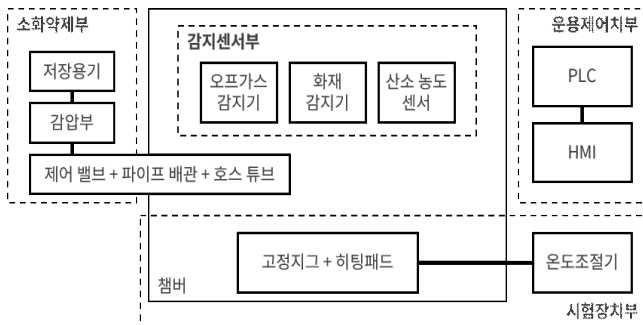 소화약제부
저장용기
감압부
제어 밸브 + 파이프 배관 + 호스 튜브
감지센서부
오프가스
감지기
화재
감지기
산소 농도
센서
운용제어치부
PLC
HMI
고정지그 + 히팅패드
챔버
온도조절기
시험장치부